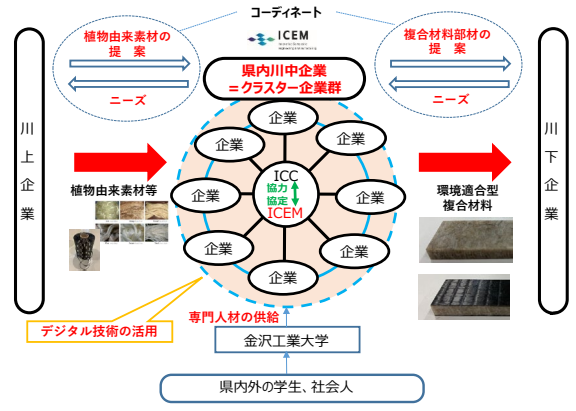 コーディネート
ICEM
植物由来素材の
提 案
ニーズ
複合材料部材の
提 案
ニーズ
県内川中企業
＝クラスター企業群
川上企業
植物由来素材等
企業
企業
企業
企業
企業
企業
企業
企業
ICC
協力
協定
ICEM
環境適合型
複合材料
川下企業
デジタル技術の活用
専門人材の供給
金沢工業大学
県内外の学生、社会人